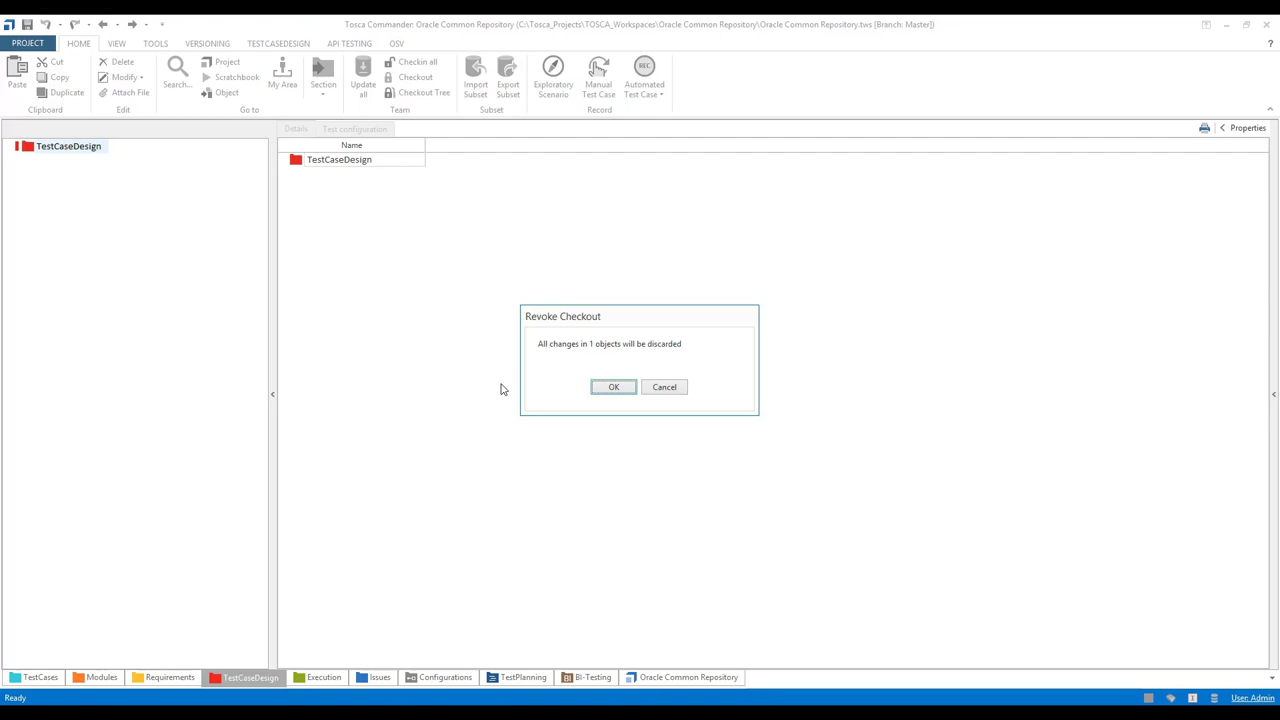 Tosca Commander: Oracle Common Repository (C:\Tosca_Projects\TOSCA_Workspaces\Oracle Common Repository\Oracle Common Repository.tws [Branch: Master])
PROJECT HOME VIEW TOOLS VERSIONING TESTCASEDESIGN API TESTING OSV ?
Paste
Cut
Copy
Duplicate
Clipboard
Delete
Modify
Attach File
Edit
Search...
Project
Scratchbook
Object
My Area
Go to
Section
Update all
Checkin all
Checkout
Checkout Tree
Team
Import Subset
Export Subset
Subset
Exploratory Scenario
REC
Manual Test Case
Automated Test Case
Record
Details Test configuration
Properties
TestCaseDesign
Name
TestCaseDesign
Revoke Checkout
All changes in 1 objects will be discarded
OK Cancel
TestCases Modules Requirements TestCaseDesign Execution Issues Configurations TestPlanning BI BI-Testing Oracle Common Repository
Ready
1
User: Admin